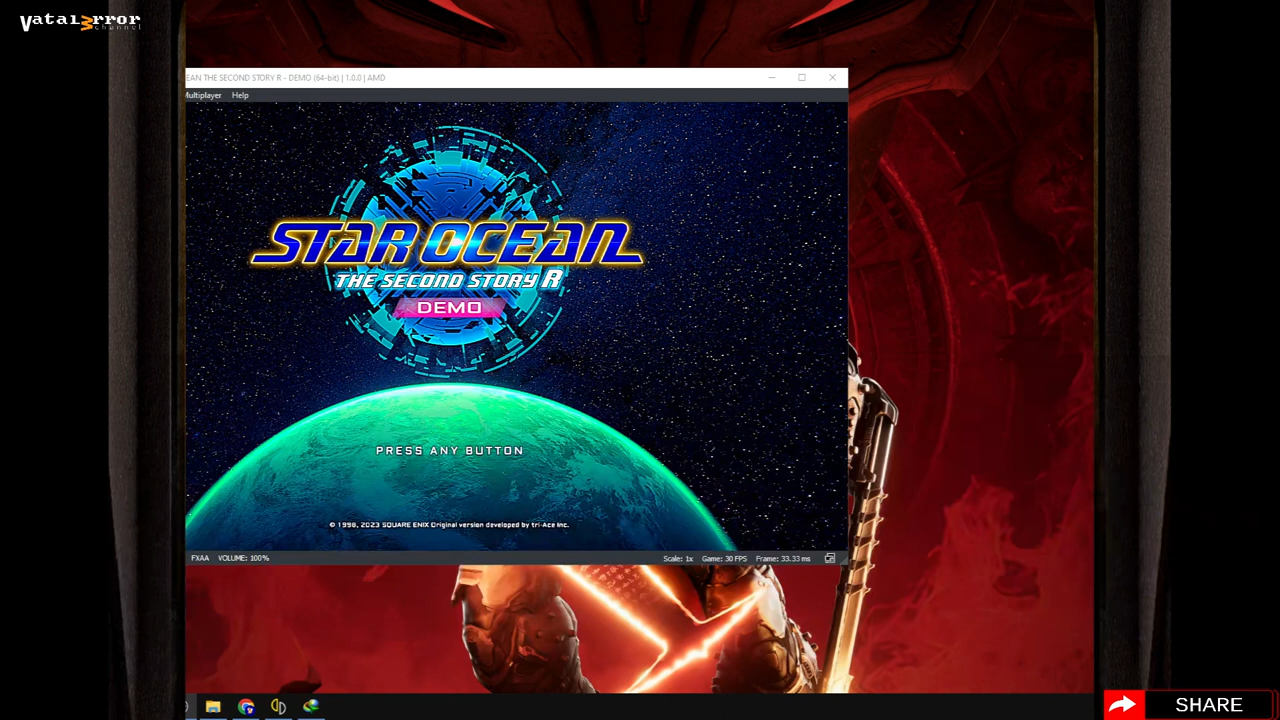 Vatal3rror
channel
EAN THE SECOND STORY R - DEMO (64-bit) | 1.0.0 | AMD
Multiplayer Help
STAR OCEAN
THE SECOND STORY R
DEMO
PRESS ANY BUTTON
© 1998, 2023 SQUARE ENIX Original version developed by tri-Ace Inc.
FXAA VOLUME: 100% Scale: 1x Game: 30 FPS Frame: 33.33 ms
SHARE